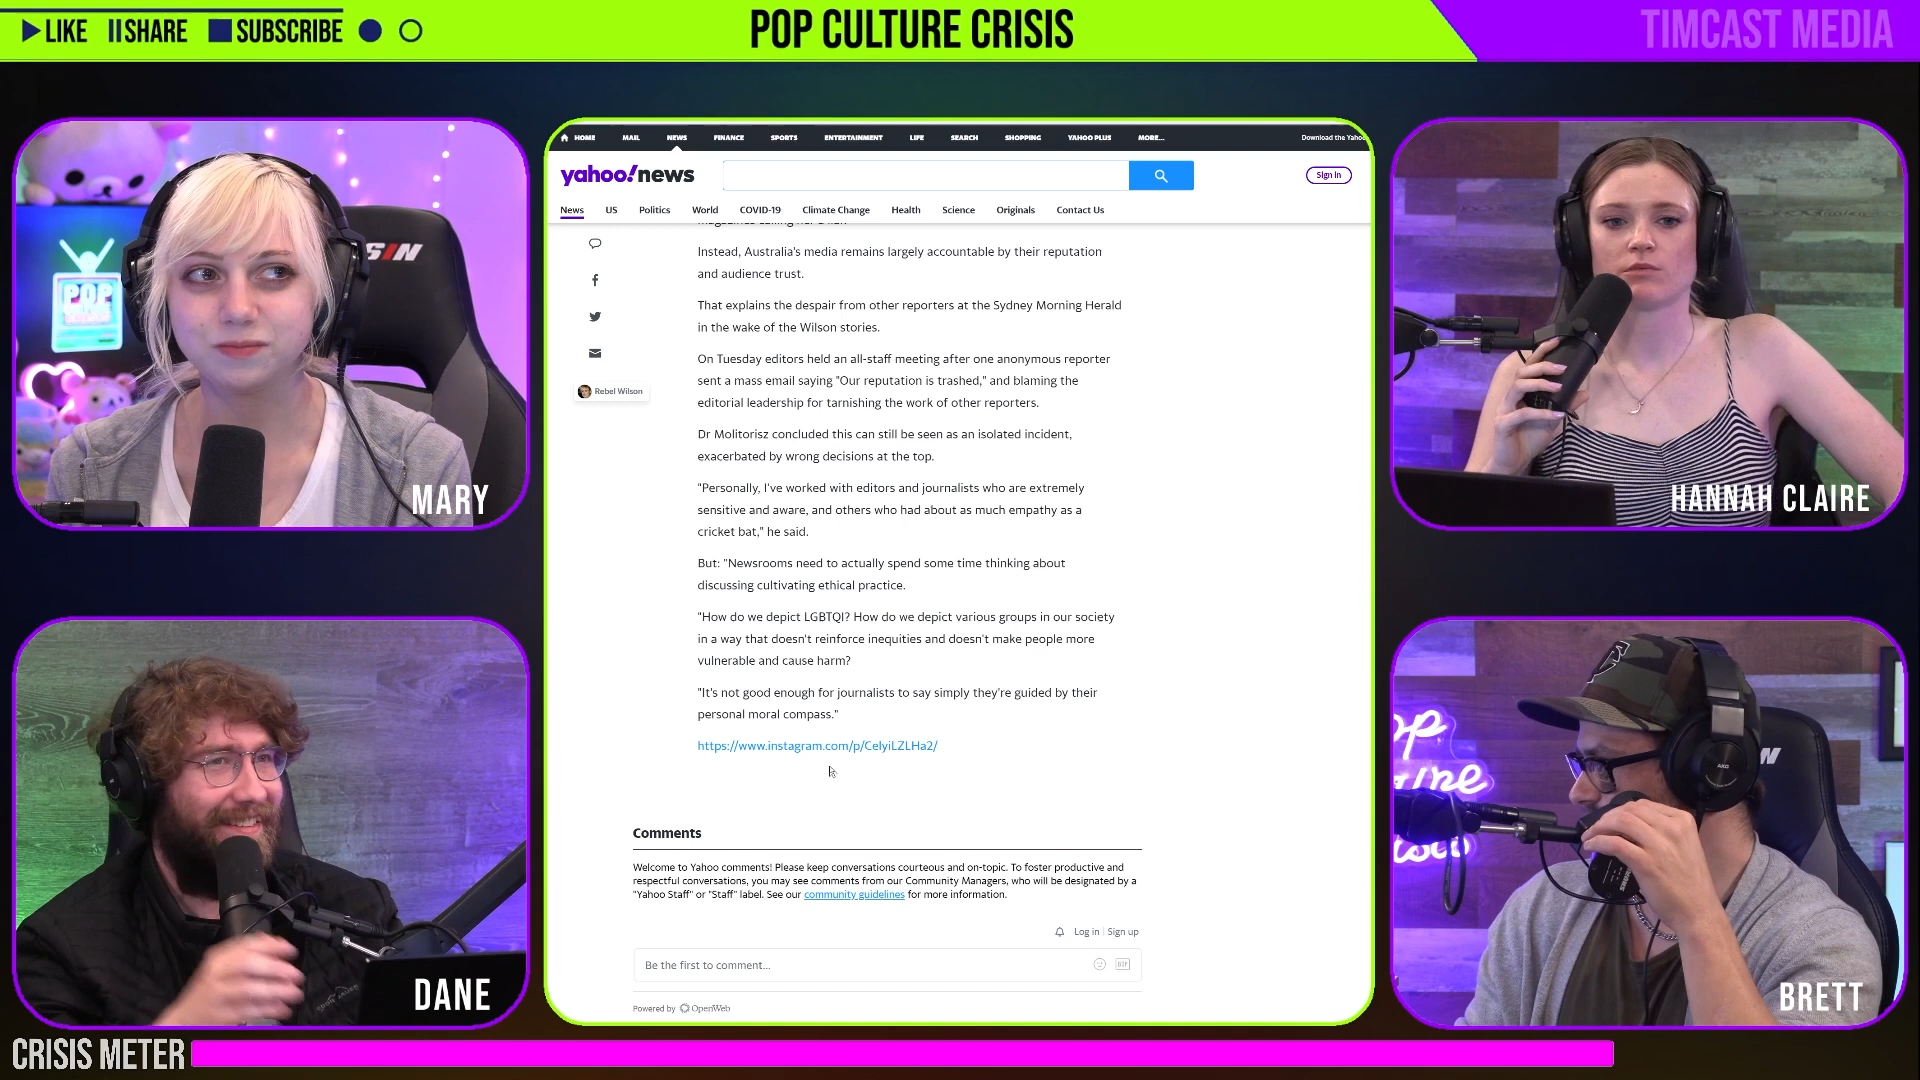 LIKE SHARE SUBSCRIBE
POP CULTURE CRISIS
TIMCAST MEDIA
HOME MAIL NEWS FINANCE SPORTS ENTERTAINMENT LIFE SEARCH SHOPPING YAHOO PLUS MORE... Download the Yahoo
yahoo!news
Sign in
News US Politics World COVID-19 Climate Change Health Science Originals Contact Us
Instead, Australia's media remains largely accountable by their reputation
and audience trust.
That explains the despair from other reporters at the Sydney Morning Herald
in the wake of the Wilson stories.
On Tuesday editors held an all-staff meeting after one anonymous reporter
sent a mass email saying "Our reputation is trashed," and blaming the
editorial leadership for tarnishing the work of other reporters.
Rebel Wilson
Dr Molitorisz concluded this can still be seen as an isolated incident,
exacerbated by wrong decisions at the top.
"Personally, I've worked with editors and journalists who are extremely
sensitive and aware, and others who had about as much empathy as a
cricket bat," he said.
But: "Newsrooms need to actually spend some time thinking about
discussing cultivating ethical practice.
"How do we depict LGBTQI? How do we depict various groups in our society
in a way that doesn't reinforce inequities and doesn't make people more
vulnerable and cause harm?
"It's not good enough for journalists to say simply they're guided by their
personal moral compass."
https://www.instagram.com/p/CelyiLZLHa2/
Comments
Welcome to Yahoo comments! Please keep conversations courteous and on-topic. To foster productive and
respectful conversations, you may see comments from our Community Managers, who will be designated by a
"Yahoo Staff" or "Staff" label. See our community guidelines for more information.
Log in Sign up
Be the first to comment...
GIF
Powered by OpenWeb
POP
MARY
HANNAH CLAIRE
DANE
AKG
BRETT
CRISIS METER